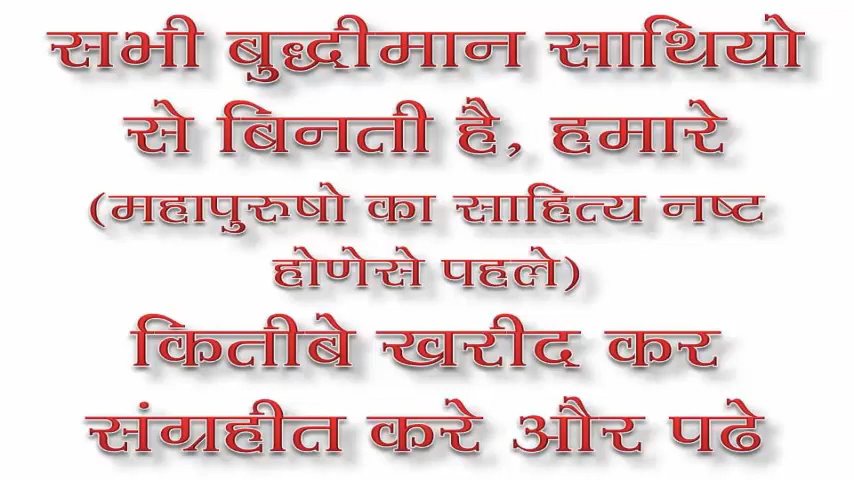 सभी बुद्धीमान साथियो
से बिनती है, हमारे
(महापुरुषो का साहित्य नष्ट
होणेसे पहले)
कितीबे खरीद कर
संग्रहीत करे और पढे